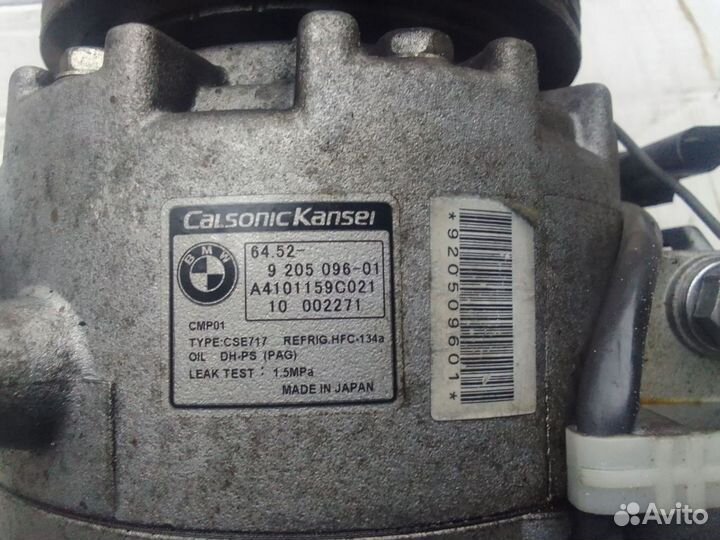 CalsonicKansei
BMW
64.52-
9 205 096-01
A4101159C021
10 002271
CMP01
TYPE:CSE717 REFRIG.HFC-134a
OIL DH-PS (PAG)
LEAK TEST : 1.5MPa
MADE IN JAPAN
*920509601*
Avito